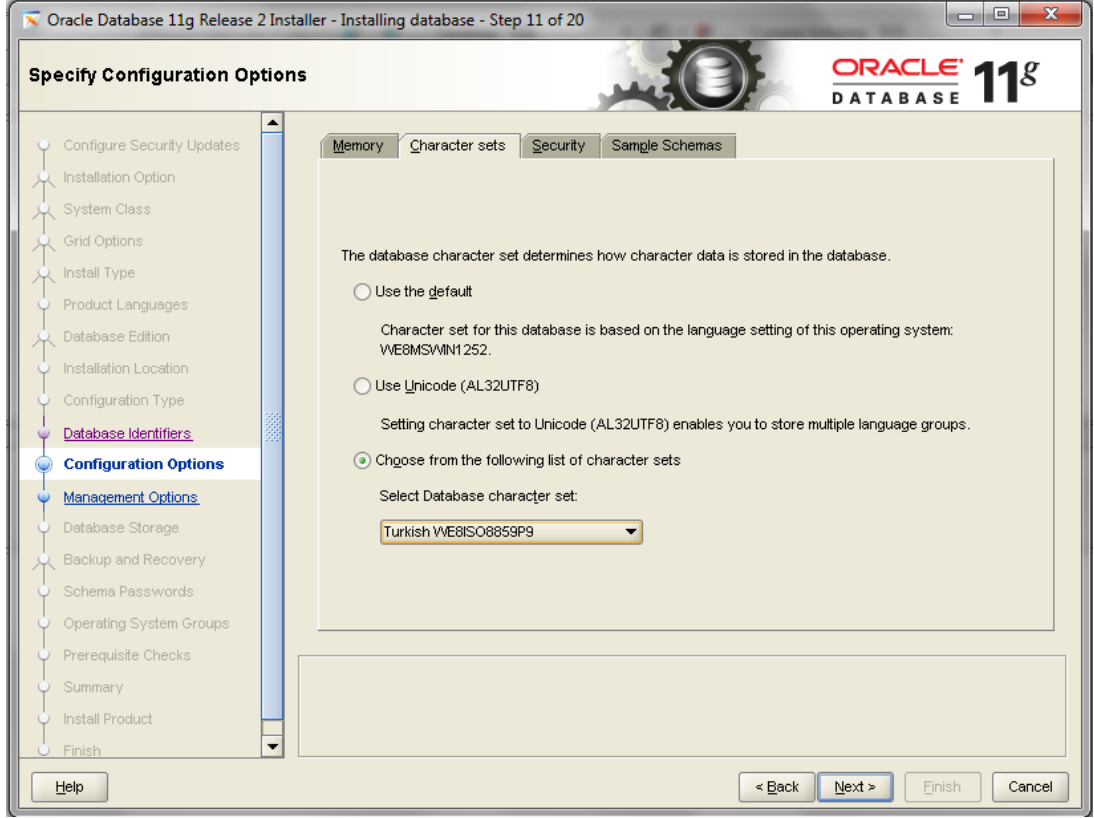 Oracle Database 11g Release 2 Installer - Installing database - Step 11 of 20
Specify Configuration Options
ORACLE 11g
DATABASE
Configure Security Updates
Installation Option
System Class
Grid Options
Install Type
Product Languages
Database Edition
Installation Location
Configuration Type
Database Identifiers
Configuration Options
Management Options
Database Storage
Backup and Recovery
Schema Passwords
Operating System Groups
Prerequisite Checks
Summary
Install Product
Finish
Memory Character sets Security Sample Schemas
The database character set determines how character data is stored in the database.
Use the default
Character set for this database is based on the language setting of this operating system:
WE8MSWIN1252.
Use Unicode (AL32UTF8)
Setting character set to Unicode (AL32UTF8) enables you to store multiple language groups.
Choose from the following list of character sets
Select Database character set:
Turkish WE8ISO8859P9
Help < Back Next > Finish Cancel